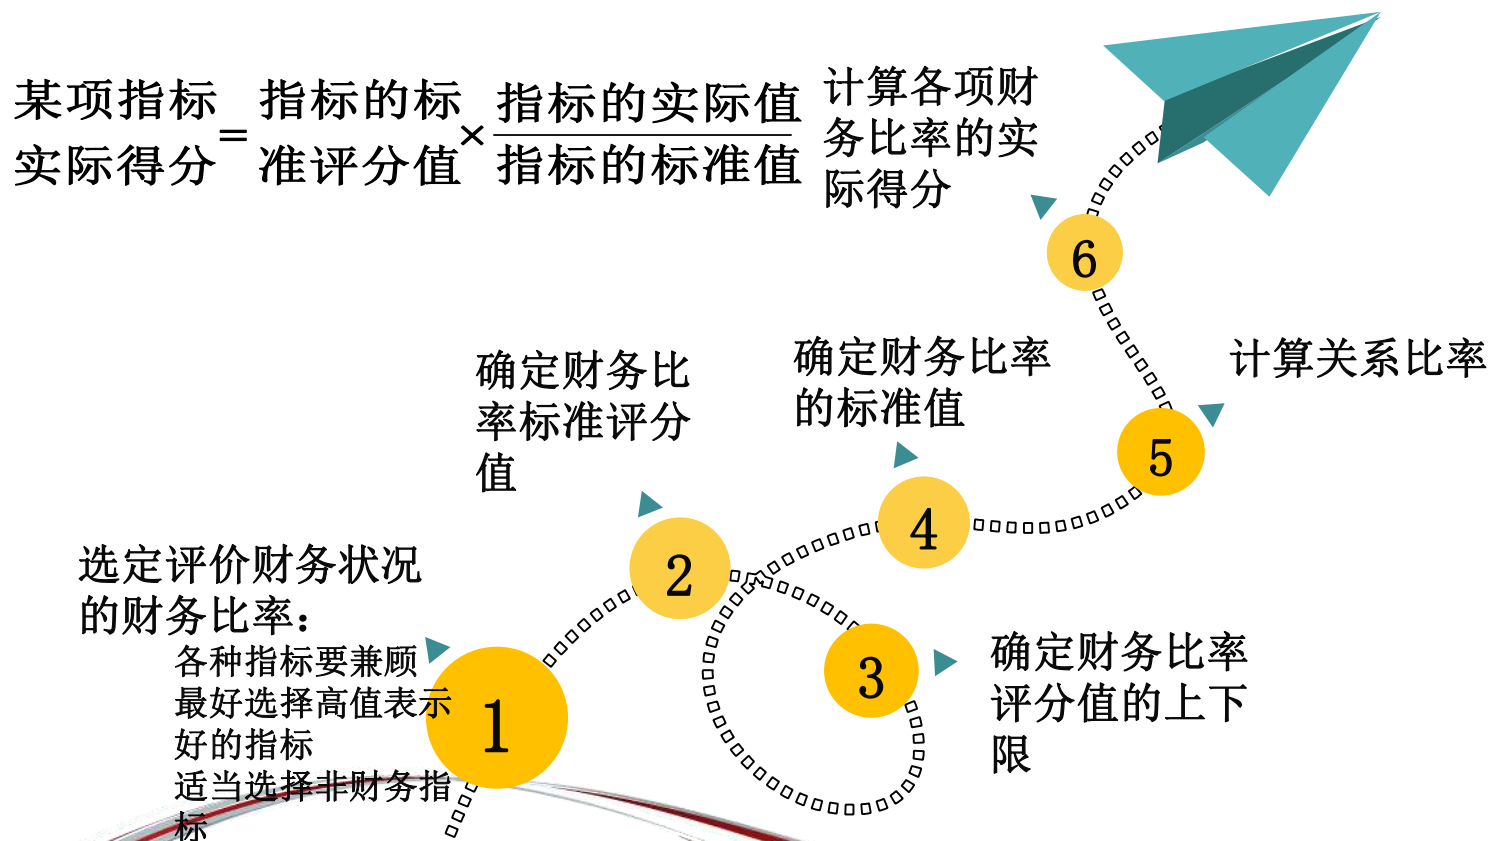 某项指标 = 指标的标 × 指标的实际值
实际得分 准评分值 指标的标准值
计算各项财
务比率的实
际得分
6
确定财务比
率标准评分
值
确定财务比率
的标准值
计算关系比率
5
4
2
选定评价财务状况
的财务比率：
各种指标要兼顾
最好选择高值表示
好的指标
适当选择非财务指
标
1
3
确定财务比率
评分值的上下
限